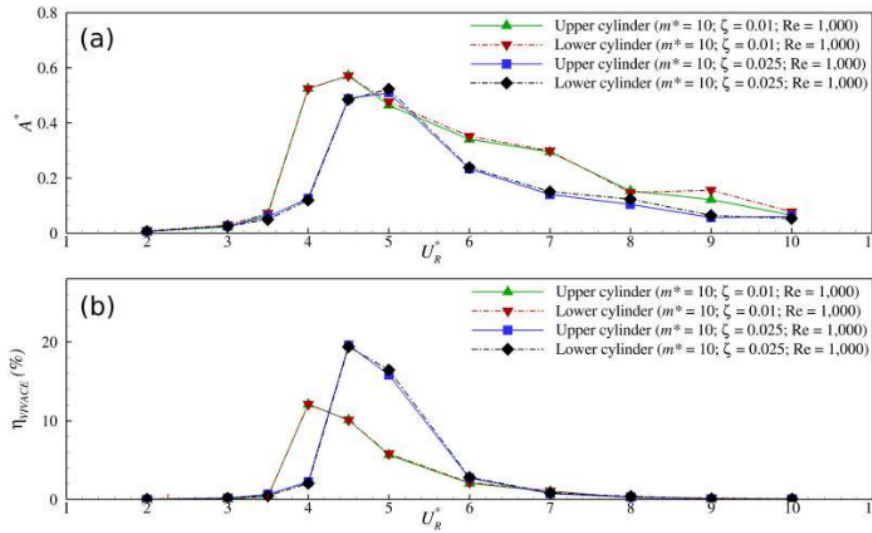 (a)
Upper cylinder (m* = 10; ζ = 0.01; Re = 1,000)
Lower cylinder (m* = 10; ζ = 0.01; Re = 1,000)
Upper cylinder (m* = 10; ζ = 0.025; Re = 1,000)
Lower cylinder (m* = 10; ζ = 0.025; Re = 1,000)
0.8
0.6
0.4
0.2
0
A*
1 2 3 4 5 6 7 8 9 10 1
U*R
(b)
Upper cylinder (m* = 10; ζ = 0.01; Re = 1,000)
Lower cylinder (m* = 10; ζ = 0.01; Re = 1,000)
Upper cylinder (m* = 10; ζ = 0.025; Re = 1,000)
Lower cylinder (m* = 10; ζ = 0.025; Re = 1,000)
20
10
0
ηVIVACE (%)
1 2 3 4 5 6 7 8 9 10 1
U*R